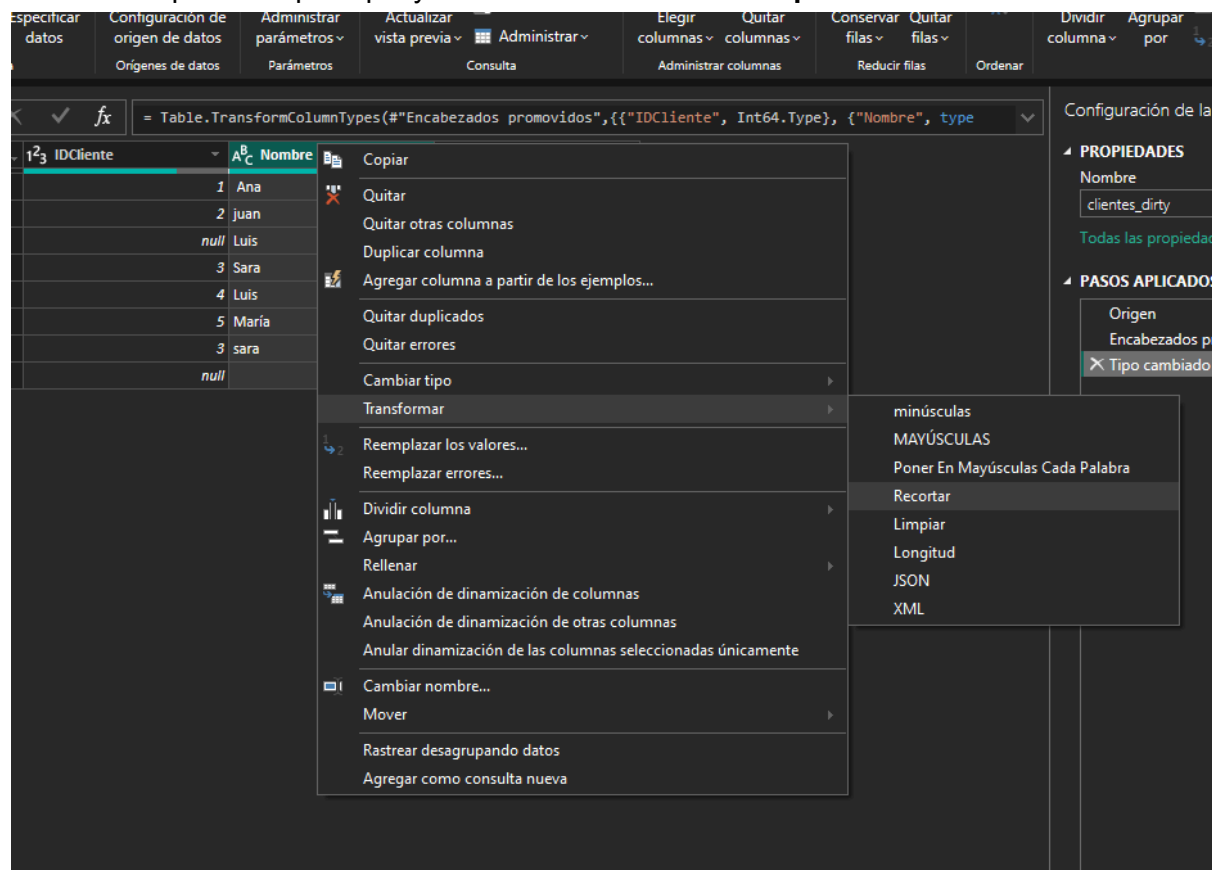 Especificar Configuración de Administrar Actualizar Elegir Quitar Conservar Quitar Dividir Agrupar
datos origen de datos parámetros vista previa Administrar columnas columnas filas filas columna por
Orígenes de datos Parámetros Consulta Administrar columnas Reducir filas Ordenar
fx = Table.TransformColumnTypes(#"Encabezados promovidos",{{"IDCliente", Int64.Type}, {"Nombre", type
Configuración de la
PROPIEDADES
Nombre
clientes_dirty
Todas las
PASOS APLICADOS
Origen
Encabezados
Tipo cambiado
123 IDCliente ABC Nombre
1 Ana
2 juan
null Luis
3 Sara
4 Luis
5 María
3 sara
null
Copiar
Quitar
Quitar otras columnas
Duplicar columna
Agregar columna a partir de los ejemplos...
Quitar duplicados
Quitar errores
Cambiar tipo
Transformar
Reemplazar los valores...
Reemplazar errores...
Dividir columna
Agrupar por...
Rellenar
Anulación de dinamización de columnas
Anulación de dinamización de otras columnas
Anular dinamización de las columnas seleccionadas únicamente
Cambiar nombre...
Mover
Rastrear desagrupando datos
Agregar como consulta nueva
minúsculas
MAYÚSCULAS
Poner En Mayúsculas Cada Palabra
Recortar
Limpiar
Longitud
JSON
XML